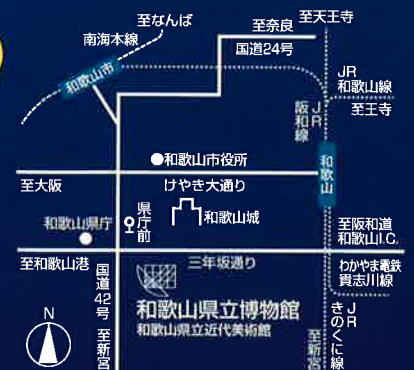 至なんば
南海本線
至奈良
国道24号
至天王寺
和歌山市
JR
和歌山線
至王寺
JR
阪和線
和歌山市役所
和歌山
至大阪
けやき大通り
県庁前
和歌山城
和歌山県庁
至阪和道
和歌山I.C.
至和歌山港
三年坂通り
わかやま電鉄
貴志川線
国道42号
至新宮
和歌山県立博物館
和歌山県立近代美術館
N
至新宮
JR
きのくに線